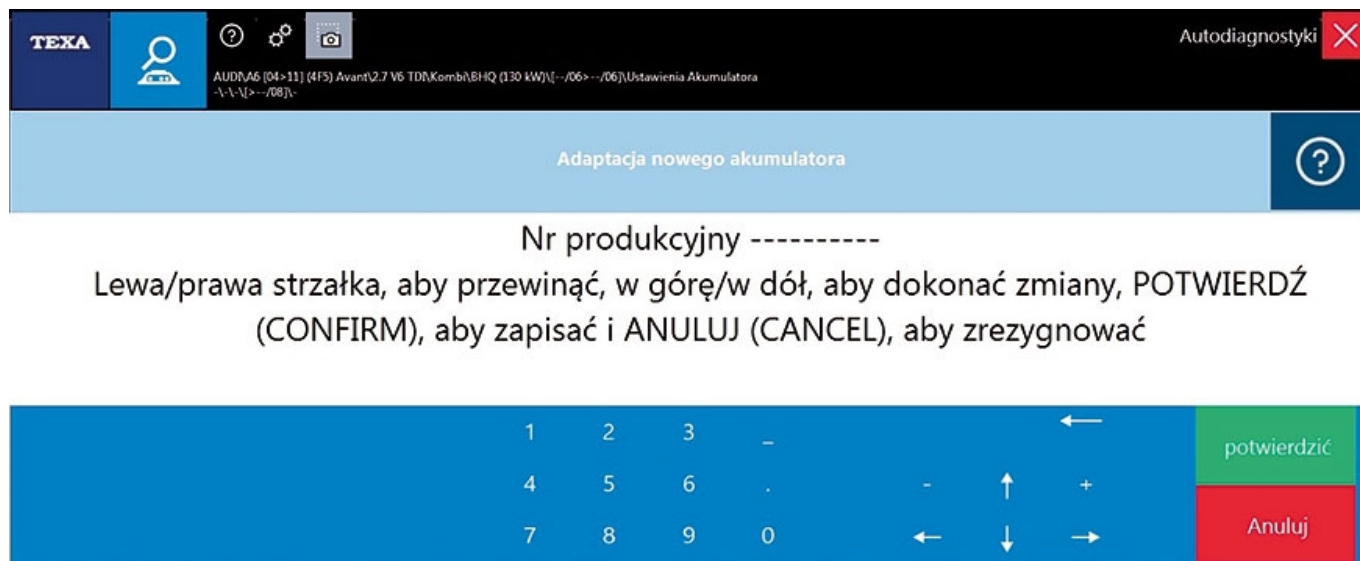 TEXA
Autodiagnostyki
AUDI\A6 [04>11] (4F5) Avant\2.7 V6 TDI\Kombi\BHQ (130 kW)\[--/06>--/06]\Ustawienia Akumulatora
-\-\-\[>--/08]\-
Adaptacja nowego akumulatora
Nr produkcyjny ----------
Lewa/prawa strzałka, aby przewinąć, w górę/w dół, aby dokonać zmiany, POTWIERDŹ
(CONFIRM), aby zapisać i ANULUJ (CANCEL), aby zrezygnować
1 2 3 _ ←
potwierdzić
4 5 6 . - ↑ +
7 8 9 0 ← ↓ →
Anuluj